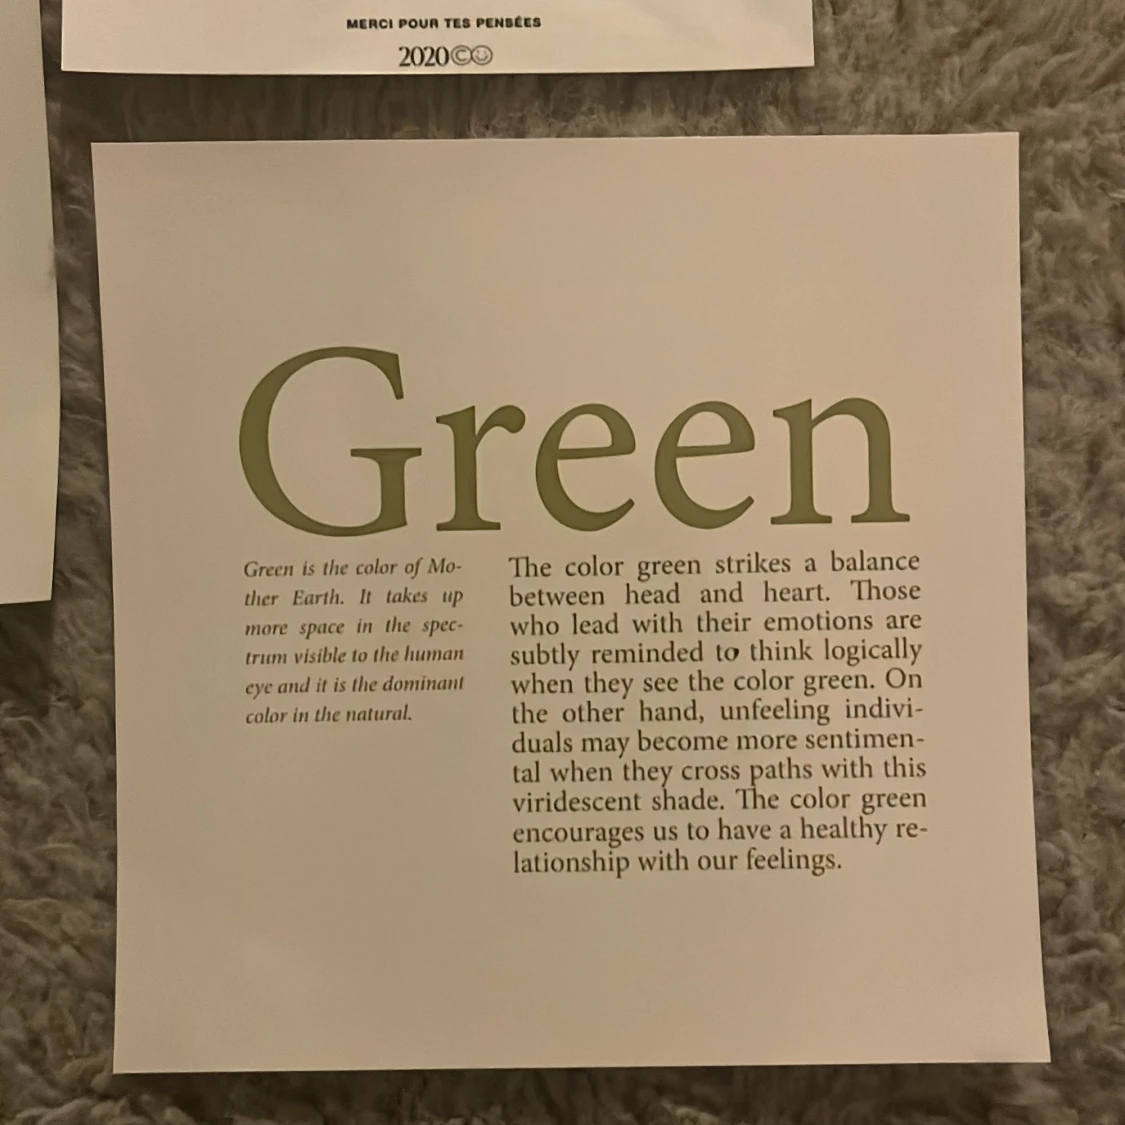 MERCI POUR TES PENSÉES
2020©☺
Green
Green is the color of Mo-
ther Earth. It takes up
more space in the spec-
trum visible to the human
eye and it is the dominant
color in the natural.
The color green strikes a balance
between head and heart. Those
who lead with their emotions are
subtly reminded to think logically
when they see the color green. On
the other hand, unfeeling indivi-
duals may become more sentimen-
tal when they cross paths with this
viridescent shade. The color green
encourages us to have a healthy re-
lationship with our feelings.